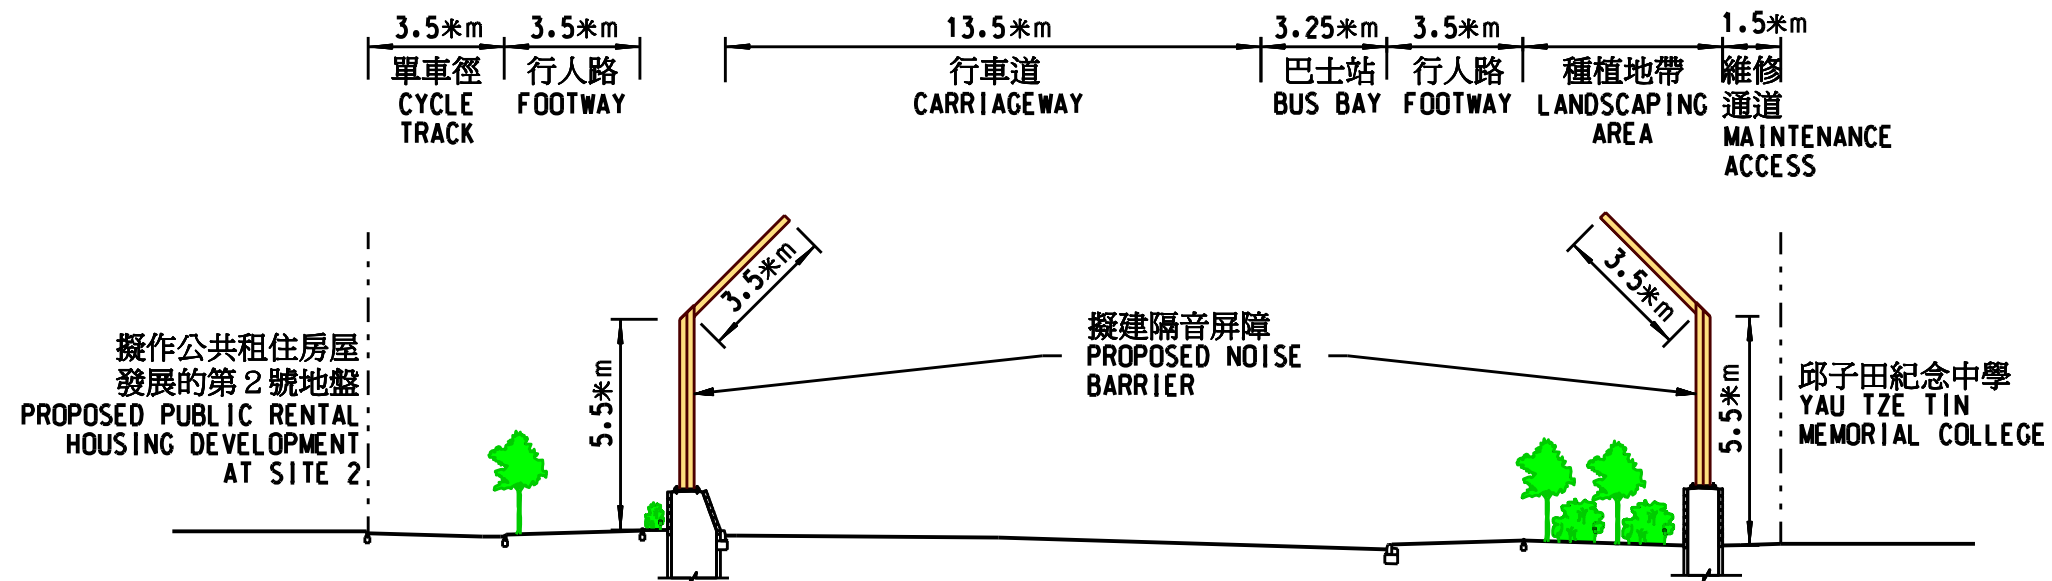 3.5米m
3.5米m
13.5米m
3.25米m
3.5米m
1.5米m
單車徑
CYCLE
TRACK
行人路
FOOTWAY
行車道
CARRIAGEWAY
巴士站
BUS BAY
行人路
FOOTWAY
種植地帶
LANDSCAPING
AREA
維修
通道
MAINTENANCE
ACCESS
3.5米m
3.5米m
擬作公共租住房屋
發展的第2號地盤
PROPOSED PUBLIC RENTAL
HOUSING DEVELOPMENT
AT SITE 2
5.5米m
擬建隔音屏障
PROPOSED NOISE
BARRIER
5.5米m
邱子田紀念中學
YAU TZE TIN
MEMORIAL COLLEGE